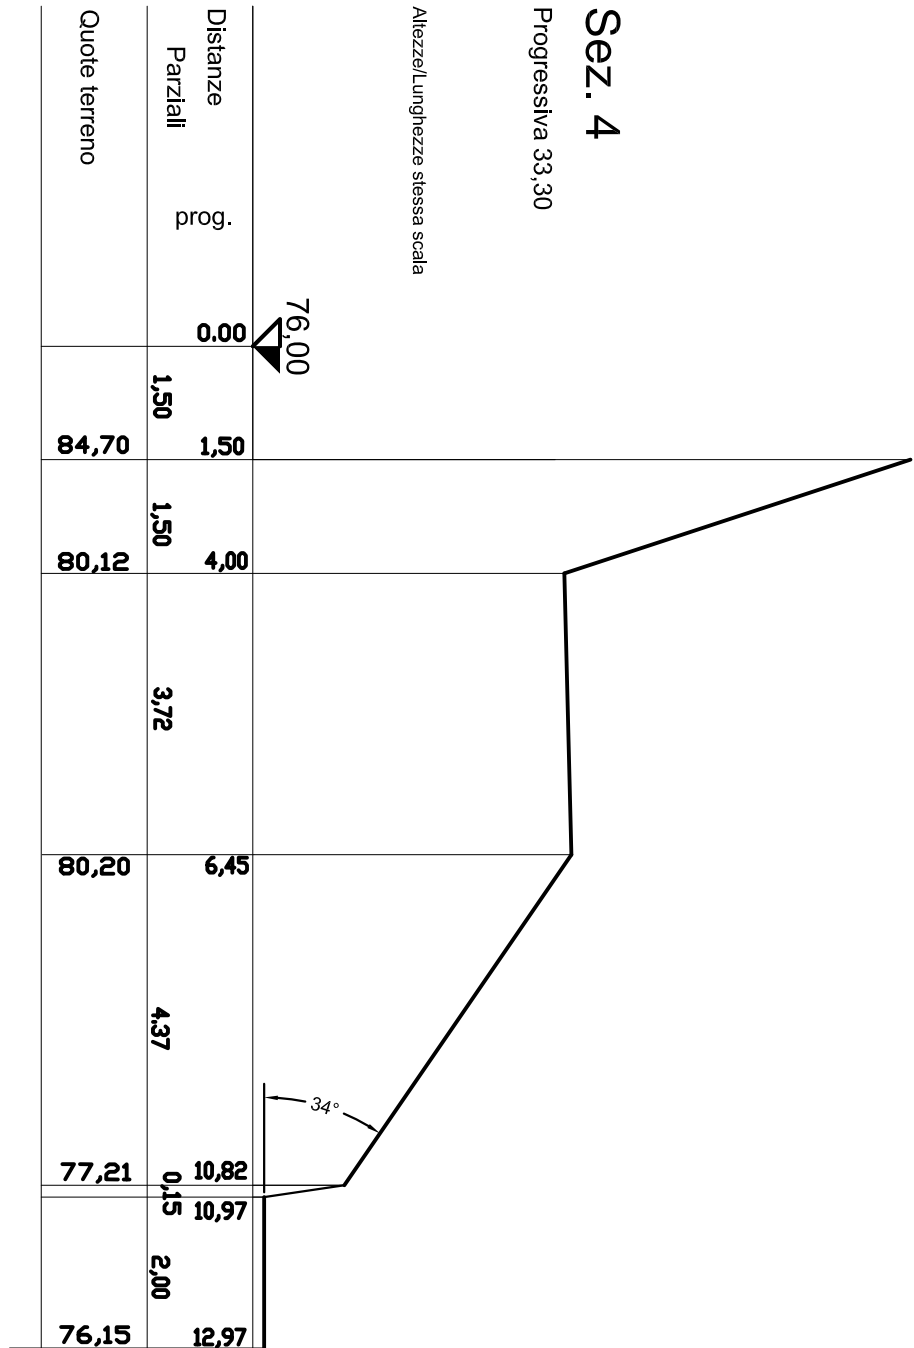 Sez. 4
Progressiva 33,30
Altezze/Lunghezze stessa scala
76,00
34°
prog.
0.00
1,50
4,00
6,45
10,82
10,97
12,97
Distanze
Parziali
1,50
1,50
3,72
4.37
0,15
2,00
Quote terreno
84,70
80,12
80,20
77,21
76,15